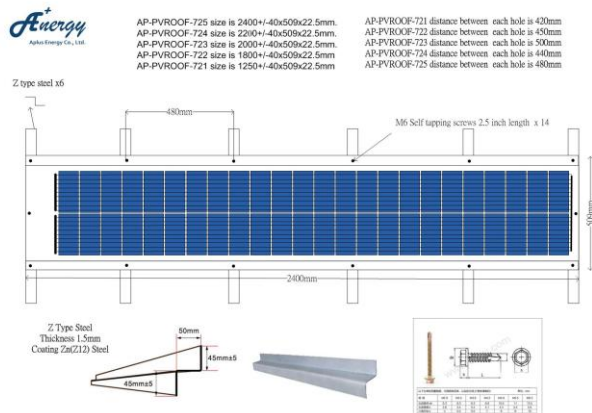 A+ Energy
Aplus Energy Co., Ltd.
AP-PVROOF-725 size is 2400+/-40x509x22.5mm.
AP-PVROOF-724 size is 2200+/-40x509x22.5mm.
AP-PVROOF-723 size is 2000+/-40x509x22.5mm.
AP-PVROOF-722 size is 1800+/-40x509x22.5mm
AP-PVROOF-721 size is 1250+/-40x509x22.5mm
AP-PVROOF-721 distance between each hole is 420mm
AP-PVROOF-722 distance between each hole is 450mm
AP-PVROOF-723 distance between each hole is 500mm
AP-PVROOF-724 distance between each hole is 440mm
AP-PVROOF-725 distance between each hole is 480mm
Z type steel x6
480mm
M6 Self tapping screws 2.5 inch length x 14
509mm
2400mm
Z Type Steel
Thickness 1.5mm
Coating Zn(Z12) Steel
50mm
45mm±5
45mm±5